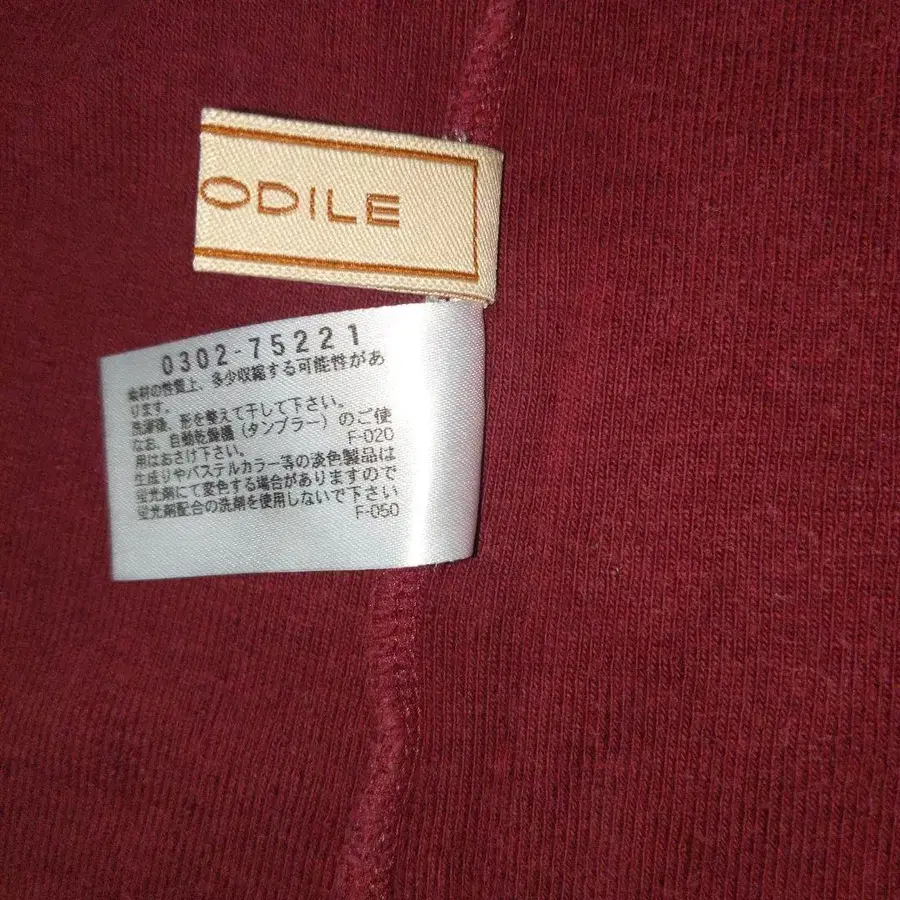 ODILE
0302-75221
素材の性質上、多少収縮する可能性があ
ります。
洗濯後、形を整えて干して下さい。
なお、自動乾燥機(タンブラー)のご使
用はおさけ下さい。 F-020
生成りやパステルカラー等の淡色製品は
蛍光剤にて変色する場合がありますので
蛍光剤配合の洗剤を使用しないで下さい
F-050